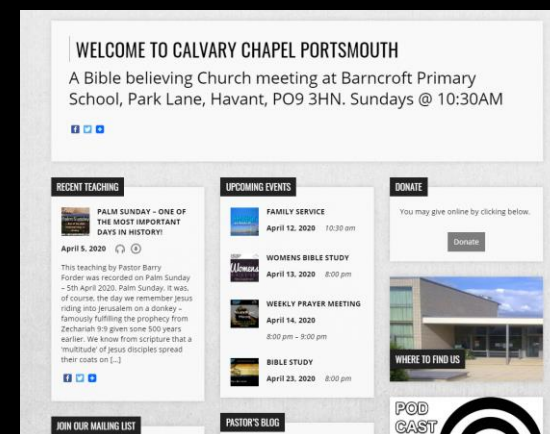 WELCOME TO CALVARY CHAPEL PORTSMOUTH
A Bible believing Church meeting at Barncroft Primary
School, Park Lane, Havant, PO9 3HN. Sundays @ 10:30AM
RECENT TEACHING
PALM SUNDAY – ONE OF
THE MOST IMPORTANT
DAYS IN HISTORY!
April 5, 2020
This teaching by Pastor Barry
Forder was recorded on Palm Sunday
– 5th April 2020. Palm Sunday. It was,
of course, the day we remember Jesus
riding into Jerusalem on a donkey –
famously fulfilling the prophecy from
Zechariah 9:9 given some 500 years
earlier. We know from scripture that a
'multitude' of Jesus disciples spread
their coats on [...]
JOIN OUR MAILING LIST
UPCOMING EVENTS
FAMILY SERVICE
April 12, 2020 10:30 am
Womens
WOMENS BIBLE STUDY
April 13, 2020 8:00 pm
WEEKLY PRAYER MEETING
April 14, 2020
8:00 pm – 9:00 pm
BIBLE STUDY
April 23, 2020 8:00 pm
PASTOR'S BLOG
DONATE
You may give online by clicking below.
Donate
WHERE TO FIND US
POD
CAST